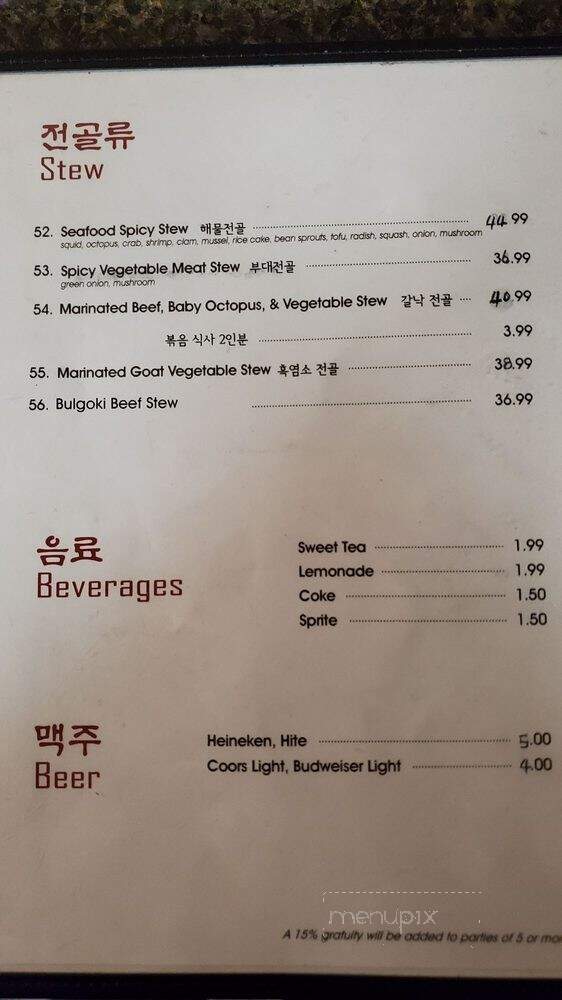 전골류
Stew
52. Seafood Spicy Stew 해물전골 44.99
squid, octopus, crab, shrimp, clam, mussel, rice cake, bean sprouts, tofu, radish, squash, onion, mushroom
53. Spicy Vegetable Meat Stew 부대전골 36.99
green onion, mushroom
54. Marinated Beef, Baby Octopus, & Vegetable Stew 갈낙 전골 40.99
볶음 식사 2인분 3.99
55. Marinated Goat Vegetable Stew 흑염소 전골 38.99
56. Bulgoki Beef Stew 36.99
음료
Beverages
Sweet Tea 1.99
Lemonade 1.99
Coke 1.50
Sprite 1.50
맥주
Beer
Heineken, Hite 5.00
Coors Light, Budweiser Light 4.00
menupix
A 15% gratuity will be added to parties of 5 or mor